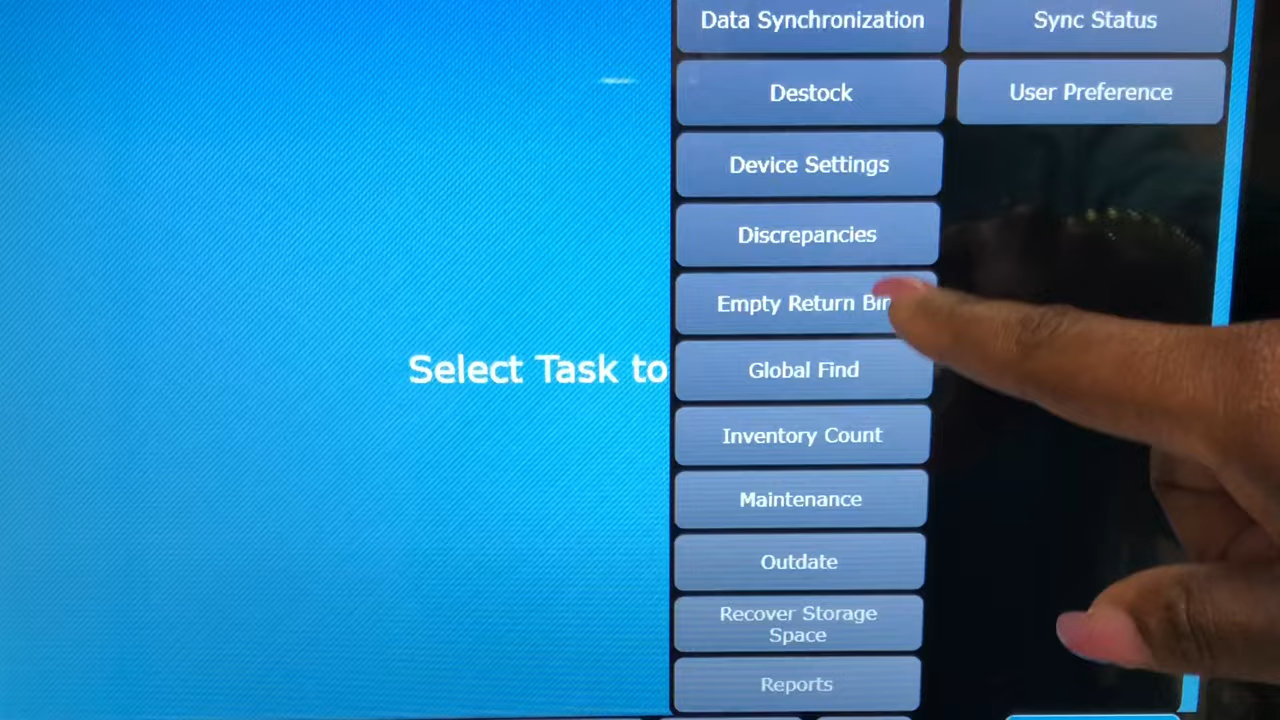 Data Synchronization
Sync Status
Destock
User Preference
Device Settings
Discrepancies
Empty Return Bin
Select Task to
Global Find
Inventory Count
Maintenance
Outdate
Recover Storage
Space
Reports